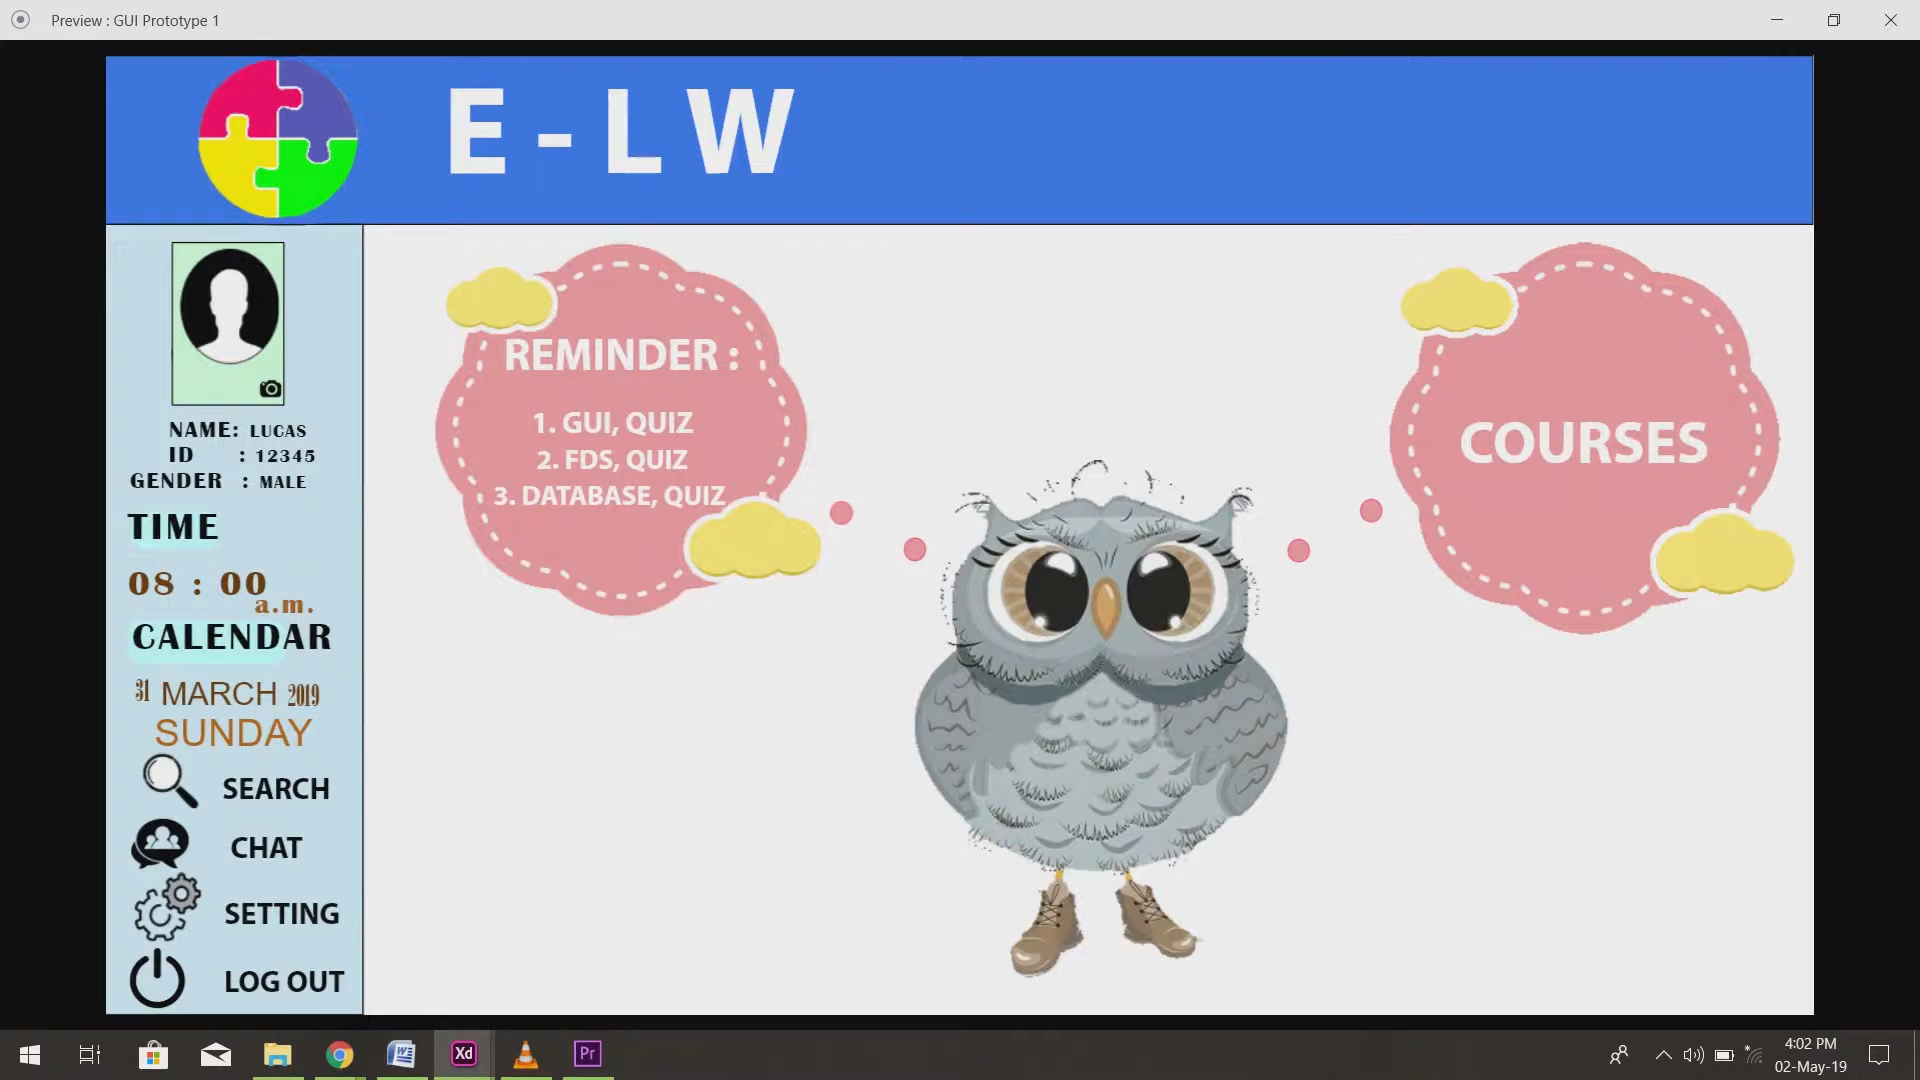 Preview : GUI Prototype 1
E - L W
NAME: LUCAS
ID : 12345
GENDER : MALE
TIME
08 : 00
a.m.
CALENDAR
31 MARCH 2019
SUNDAY
SEARCH
CHAT
SETTING
LOG OUT
REMINDER :
1. GUI, QUIZ
2. FDS, QUIZ
3. DATABASE, QUIZ
COURSES
Xd
Pr
4:02 PM
02-May-19